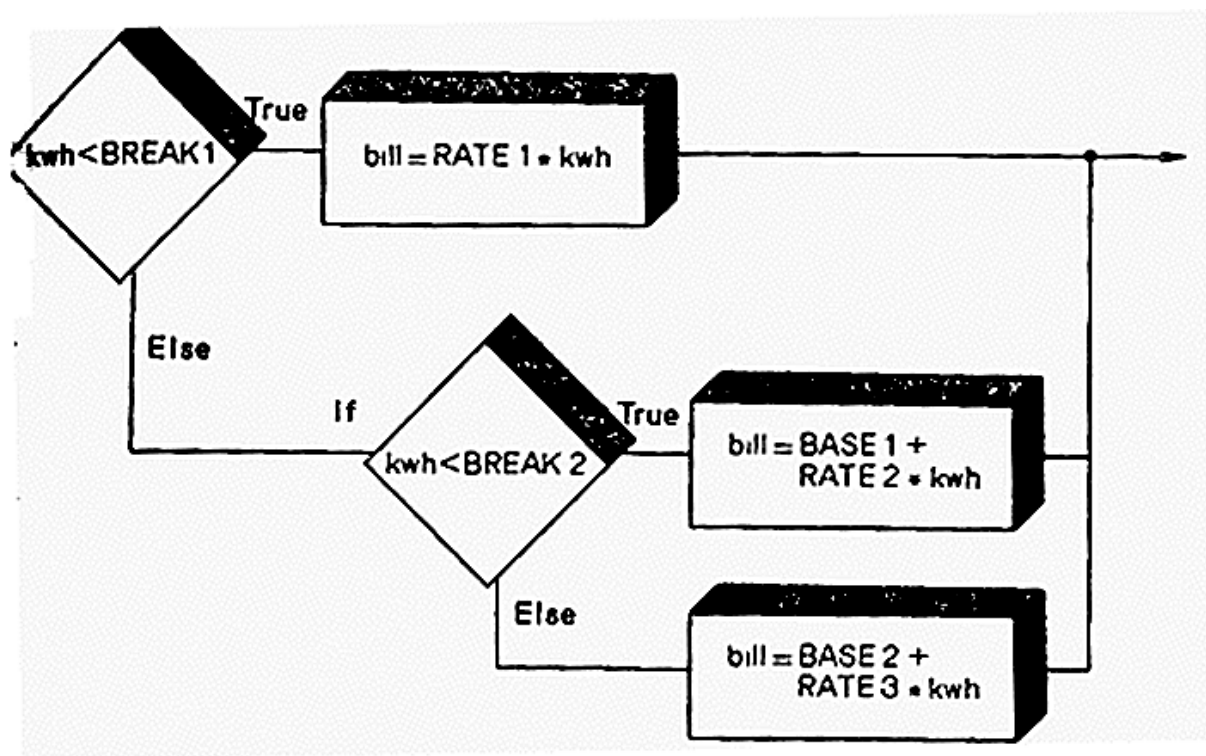 True
kwh<BREAK1
bill=RATE 1 * kwh
Else
If
True
kwh<BREAK 2
bill=BASE 1 +
RATE 2 * kwh
Else
bill=BASE 2 +
RATE 3 * kwh